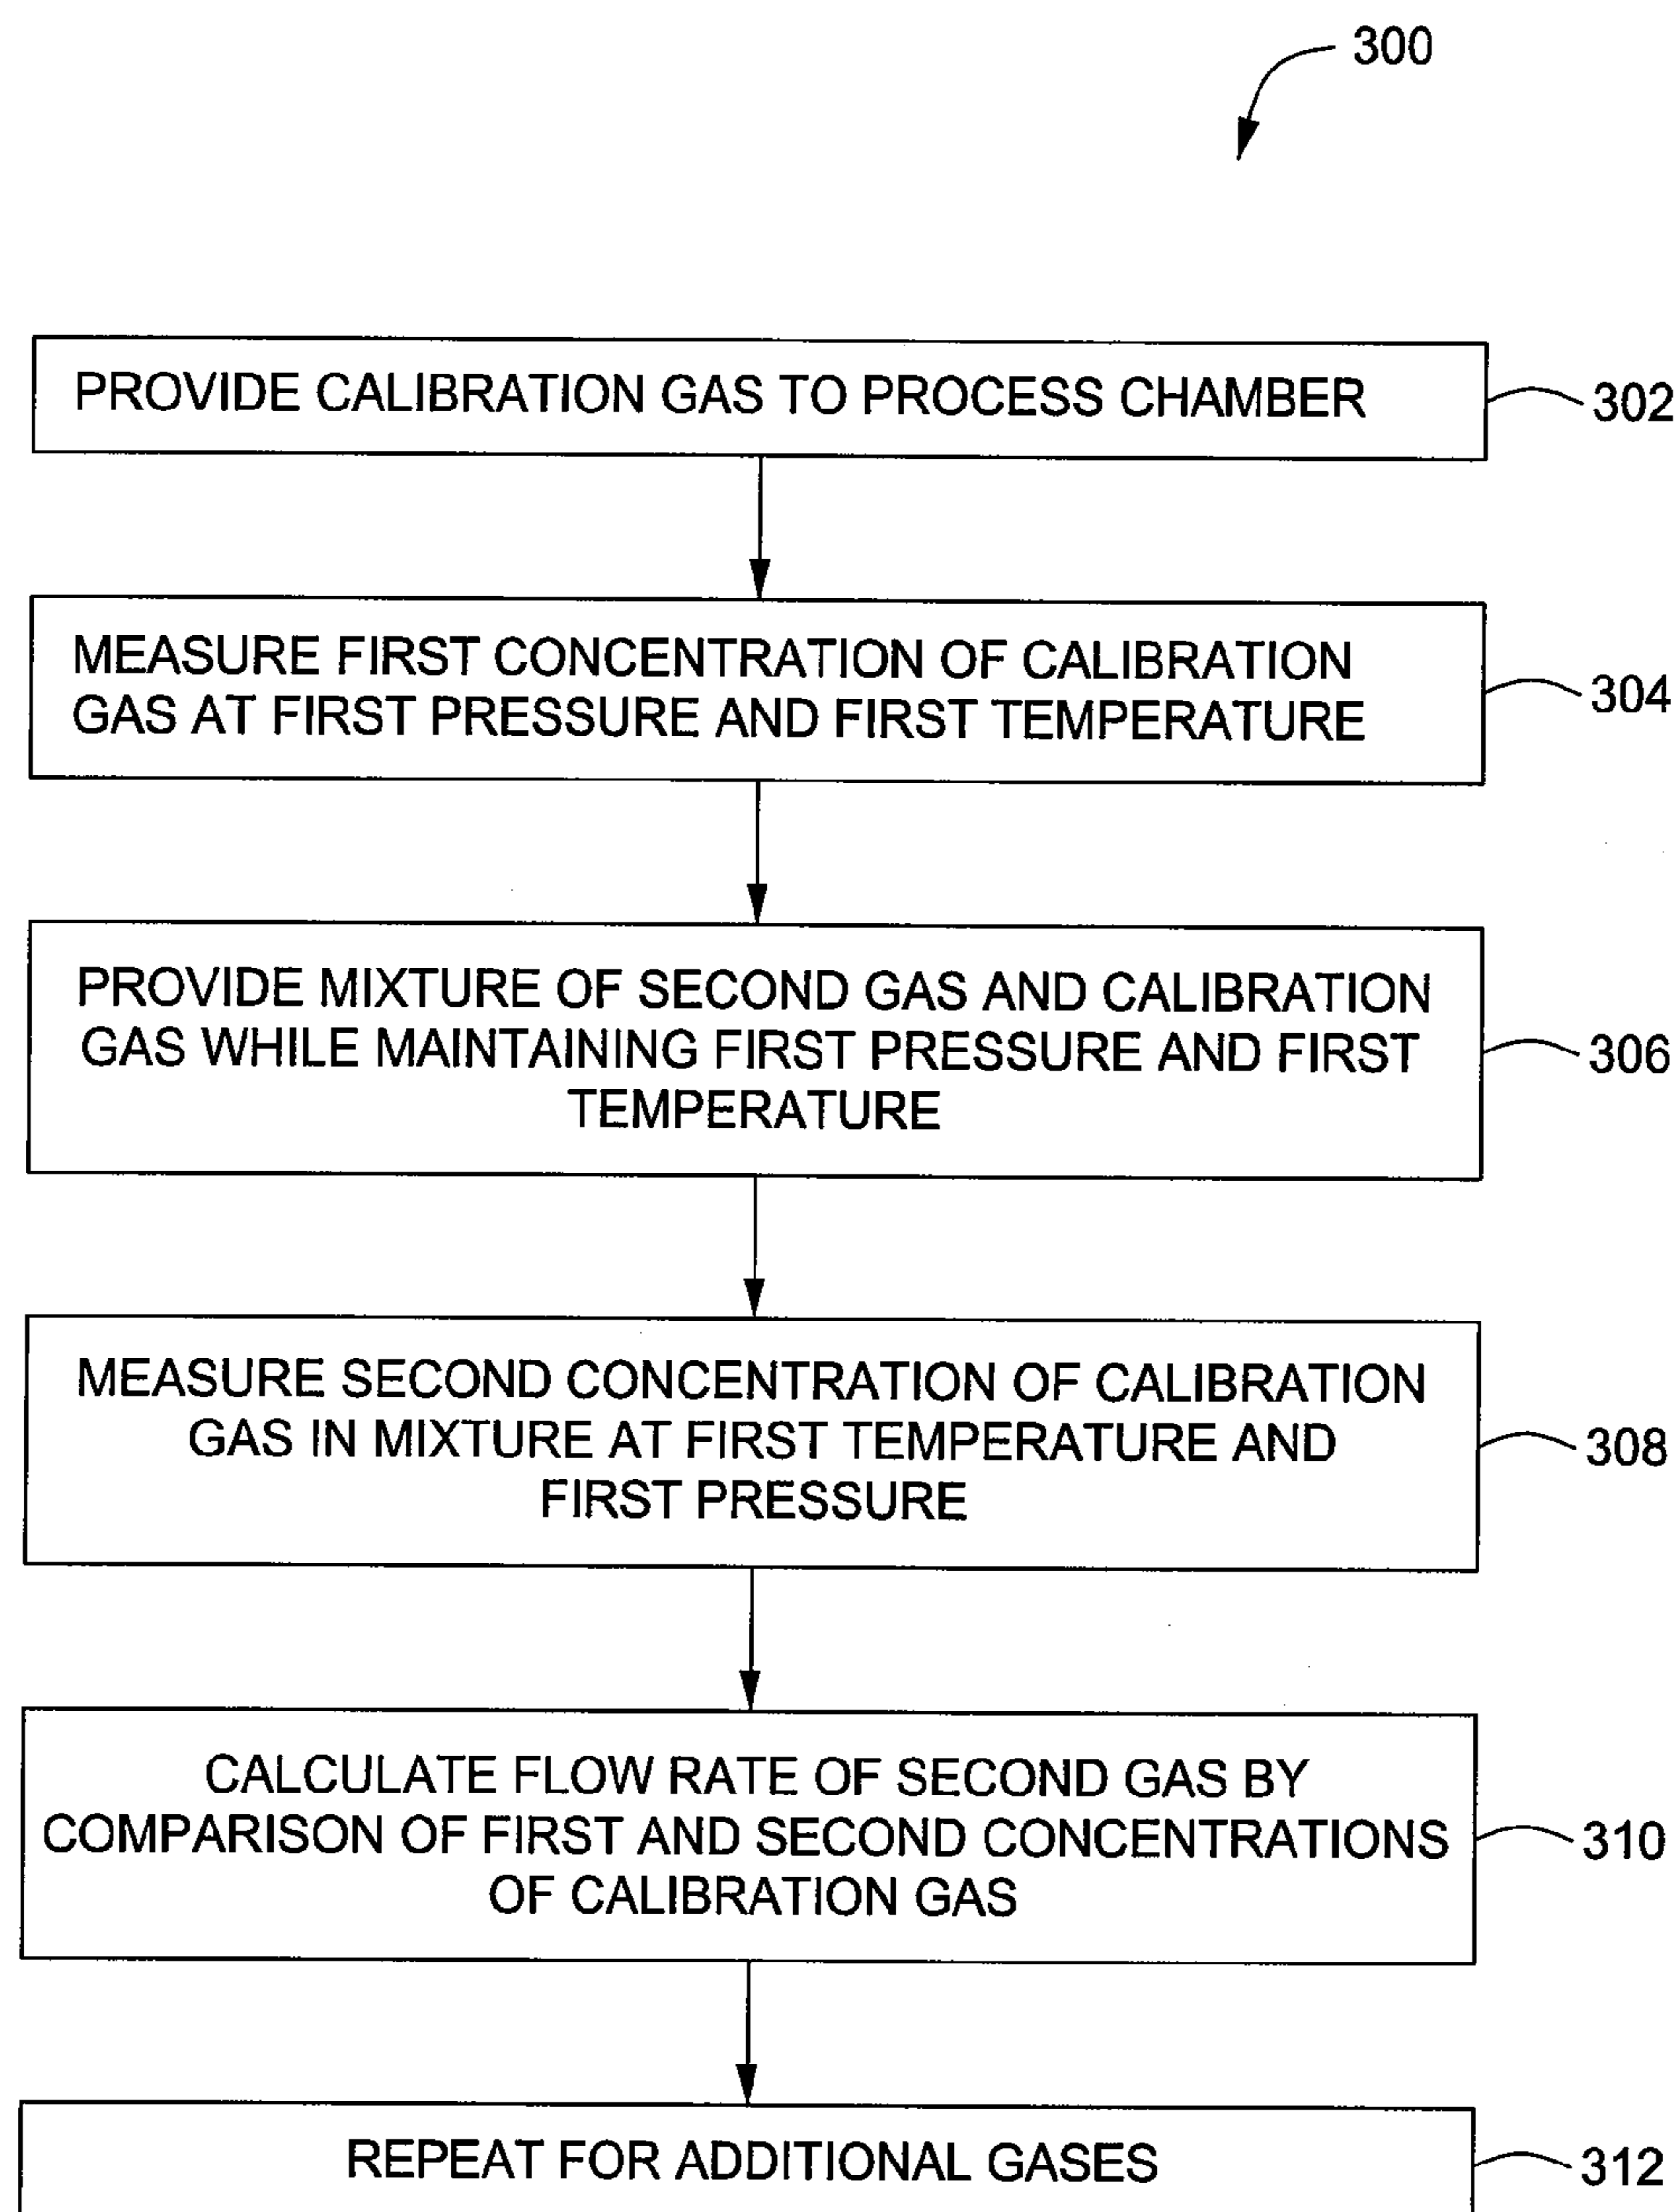 300
PROVIDE CALIBRATION GAS TO PROCESS CHAMBER
302
MEASURE FIRST CONCENTRATION OF CALIBRATION
GAS AT FIRST PRESSURE AND FIRST TEMPERATURE
304
PROVIDE MIXTURE OF SECOND GAS AND CALIBRATION
GAS WHILE MAINTAINING FIRST PRESSURE AND FIRST
TEMPERATURE
306
MEASURE SECOND CONCENTRATION OF CALIBRATION
GAS IN MIXTURE AT FIRST TEMPERATURE AND
FIRST PRESSURE
308
CALCULATE FLOW RATE OF SECOND GAS BY
COMPARISON OF FIRST AND SECOND CONCENTRATIONS
OF CALIBRATION GAS
310
REPEAT FOR ADDITIONAL GASES
312